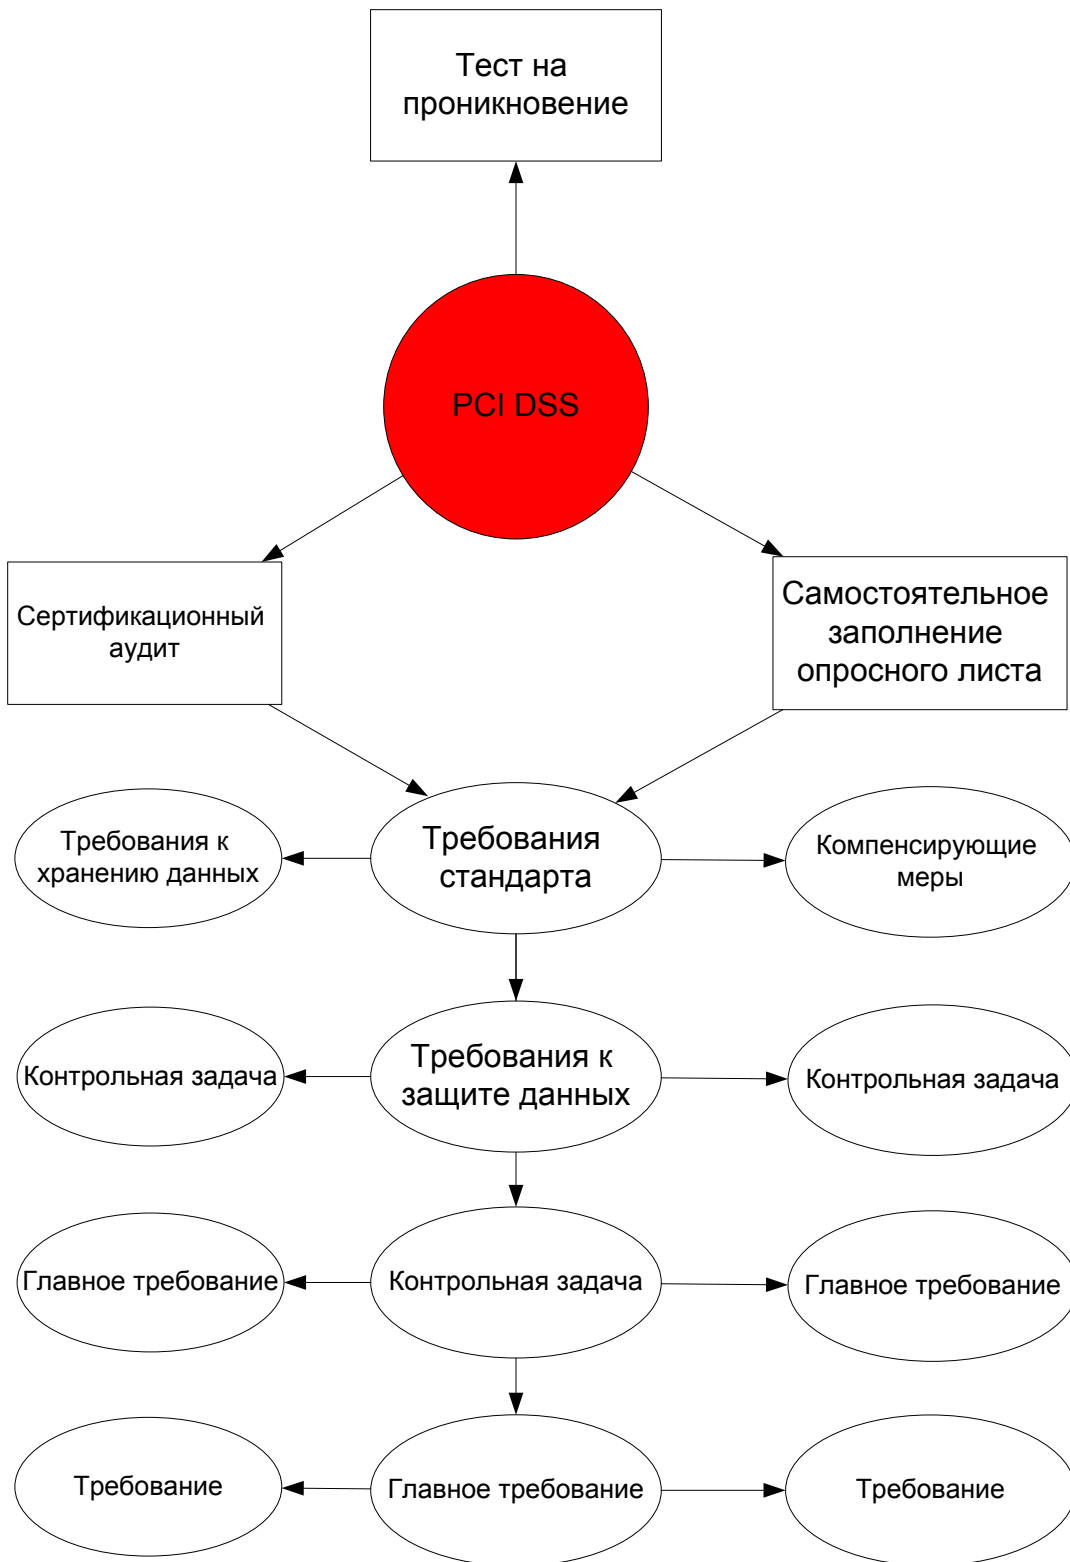 Тест на
проникновение
PCI DSS
Сертификационный
аудит
Самостоятельное
заполнение
опросного листа
Требования к
хранению данных
Требования
стандарта
Компенсирующие
меры
Контрольная задача
Требования к
защите данных
Контрольная задача
Главное требование
Контрольная задача
Главное требование
Требование
Главное требование
Требование